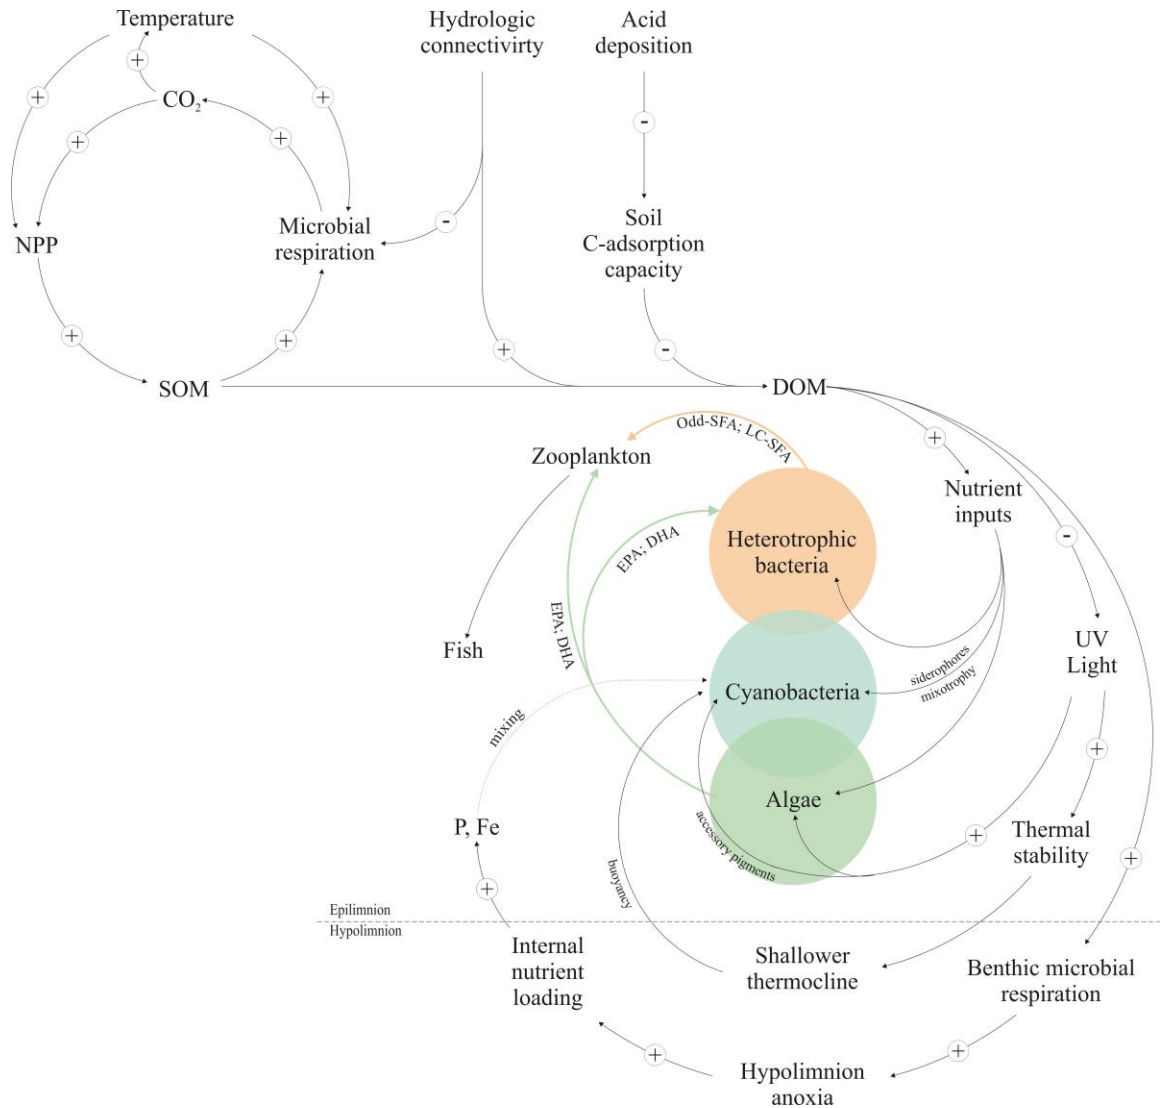 Temperature
Hydrologic
connectivirty
Acid
deposition
+
+
+
CO₂
+
+
-
NPP
Microbial
respiration
-
Soil
C-adsorption
capacity
+
+
+
-
SOM
DOM
Odd-SFA; LC-SFA
+
Zooplankton
Nutrient
inputs
EPA; DHA
Heterotrophic
bacteria
-
EPA; DHA
Fish
UV
Light
siderophores
mixotrophy
Cyanobacteria
mixing
+
Algae
P, Fe
accessory pigments
+
Thermal
stability
+
buoyancy
+
Epilimnion
Hypolimnion
Internal
nutrient
loading
Shallower
thermocline
Benthic microbial
respiration
+
+
Hypolimnion
anoxia